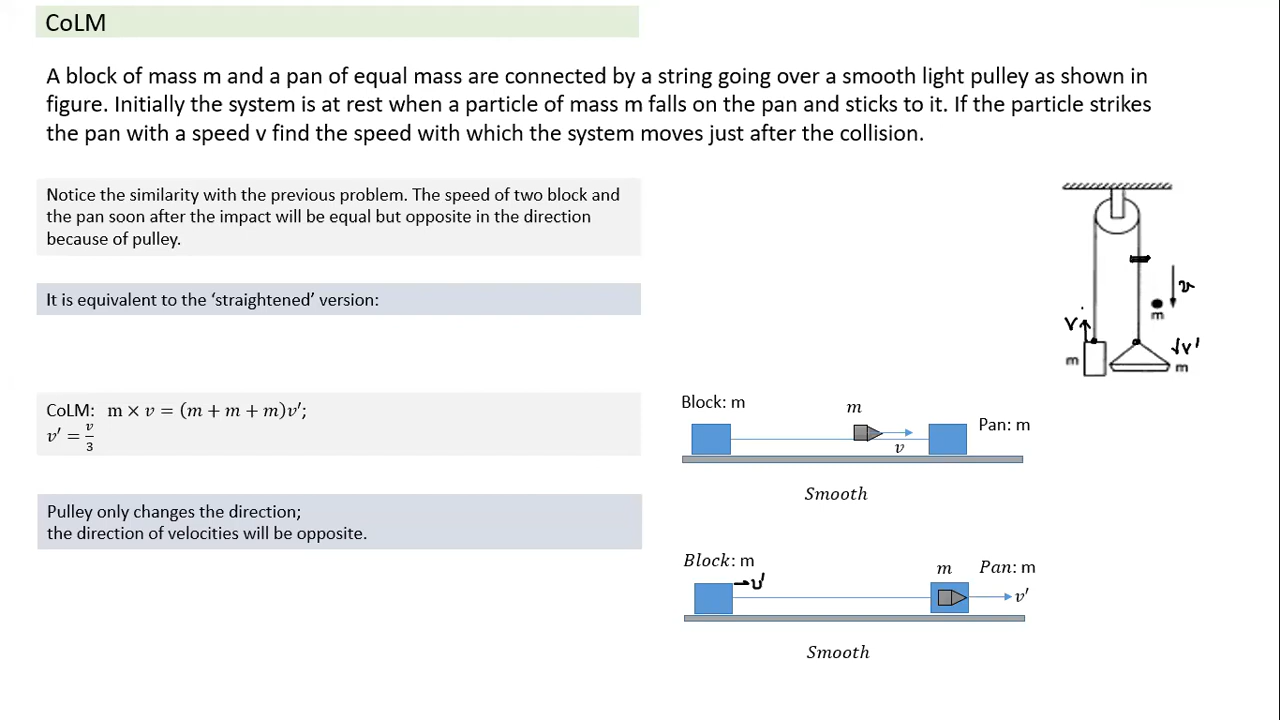 CoLM
A block of mass m and a pan of equal mass are connected by a string going over a smooth light pulley as shown in
figure. Initially the system is at rest when a particle of mass m falls on the pan and sticks to it. If the particle strikes
the pan with a speed v find the speed with which the system moves just after the collision.
Notice the similarity with the previous problem. The speed of two block and
the pan soon after the impact will be equal but opposite in the direction
because of pulley.
It is equivalent to the ‘straightened’ version:
v
m
v'
v'
m
m
CoLM: m × v = (m + m + m)v′;
v′ = v/3
Block: m
m
Pan: m
v
Smooth
Pulley only changes the direction;
the direction of velocities will be opposite.
Block: m
m
Pan: m
v'
v′
Smooth